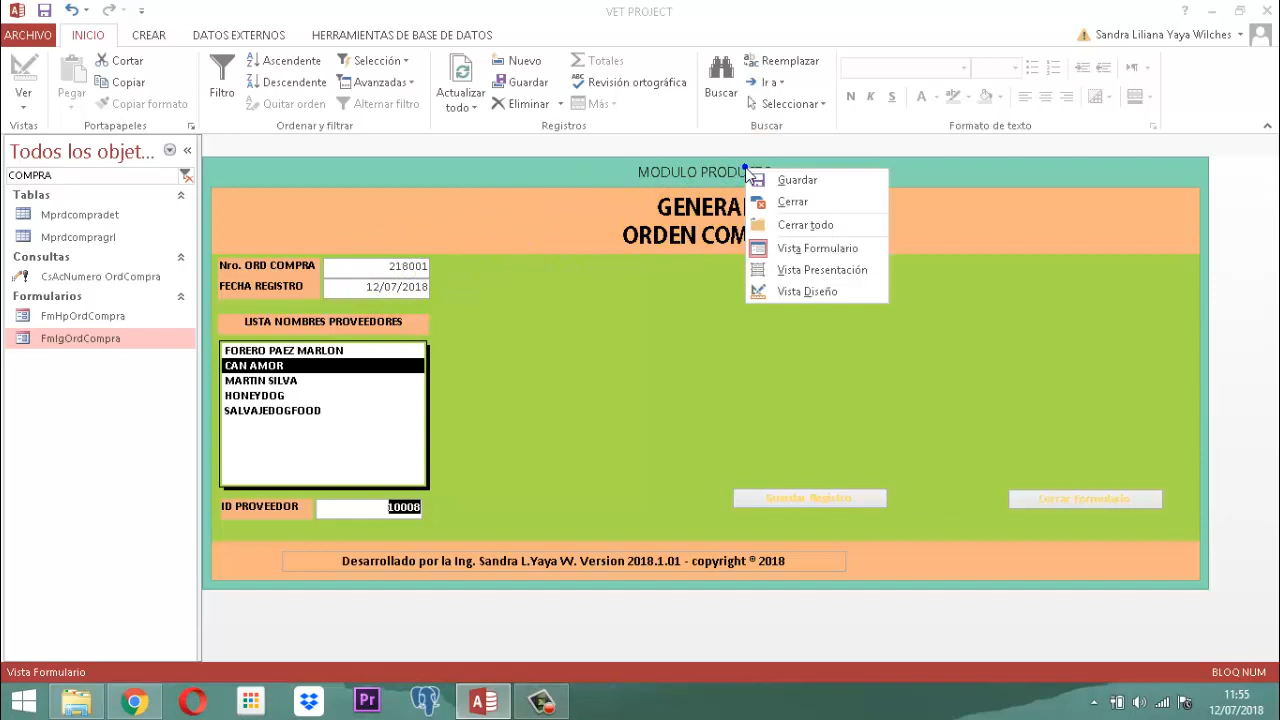 VET PROJECT
?
ARCHIVO INICIO CREAR DATOS EXTERNOS HERRAMIENTAS DE BASE DE DATOS Sandra Liliana Yaya Wilches
Ver
Vistas
Pegar
Cortar
Copiar
Copiar formato
Portapapeles
Filtro
Ascendente
Descendente
Quitar
Selección
Avanzadas
Ordenar y filtrar
Actualizar
todo
Nuevo
Guardar
Eliminar
Totales
Revisión ortográfica
Más
Registros
Buscar
Reemplazar
Ir a
Seleccionar
Buscar
N K S A
Formato de texto
Todos los objet...
COMPRA
Tablas
Mprdcompradet
Mprdcompragrl
Consultas
CsAcNumero OrdCompra
Formularios
FmHpOrdCompra
FmIgOrdCompra
MODULO
GENERA
ORDEN COM
Guardar
Cerrar
Cerrar todo
Vista Formulario
Vista Presentación
Vista Diseño
Nro. ORD COMPRA 218001
FECHA REGISTRO 12/07/2018
LISTA NOMBRES PROVEEDORES
FORERO PAEZ MARLON
CAN AMOR
MARTIN SILVA
HONEYDOG
SALVAJEDOGFOOD
ID PROVEEDOR 10008
Guardar Registro
Cerrar Formulario
Desarrollado por la Ing. Sandra L.Yaya W. Version 2018.1.01 - copyright ® 2018
Vista Formulario BLOQ NUM
Pr
11:55
12/07/2018